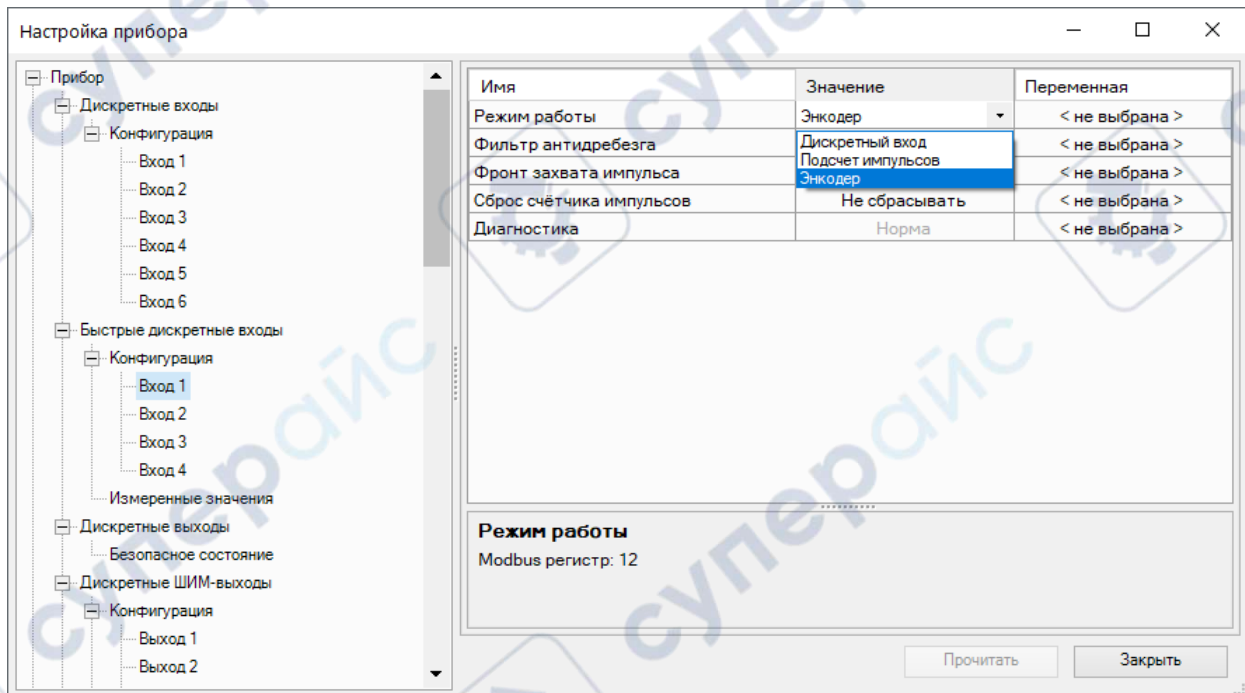 Настройка прибора
Прибор
Дискретные входы
Конфигурация
Вход 1
Вход 2
Вход 3
Вход 4
Вход 5
Вход 6
Быстрые дискретные входы
Конфигурация
Вход 1
Вход 2
Вход 3
Вход 4
Измеренные значения
Дискретные выходы
Безопасное состояние
Дискретные ШИМ-выходы
Конфигурация
Выход 1
Выход 2
Имя Значение Переменная
Режим работы Энкодер < не выбрана >
Фильтр антидребезга Дискретный вход < не выбрана >
Подсчет импульсов
Фронт захвата импульса Энкодер < не выбрана >
Сброс счётчика импульсов Не сбрасывать < не выбрана >
Диагностика Норма < не выбрана >
Режим работы
Modbus регистр: 12
Прочитать Закрыть
суперайс
суперайс